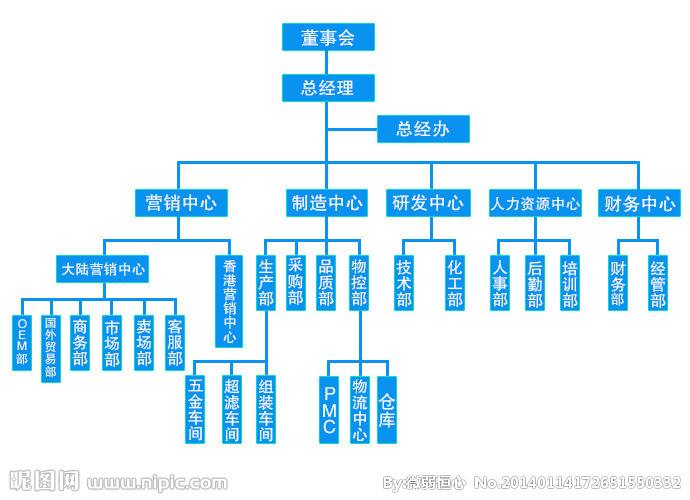 董事会
总经理
总经办
营销中心
制造中心
研发中心
人力资源中心
财务中心
大陆营销中心
香港营销中心
生产部
采购部
品质部
物控部
技术部
化工部
人事部
后勤部
培训部
财务部
经管部
OEM部
国外贸易部
商务部
市场部
卖场部
客服部
五金车间
超滤车间
组装车间
PMC
物流中心
仓库
昵图网 www.nipic.com
By:微弱恒心 No.20140114172651550332